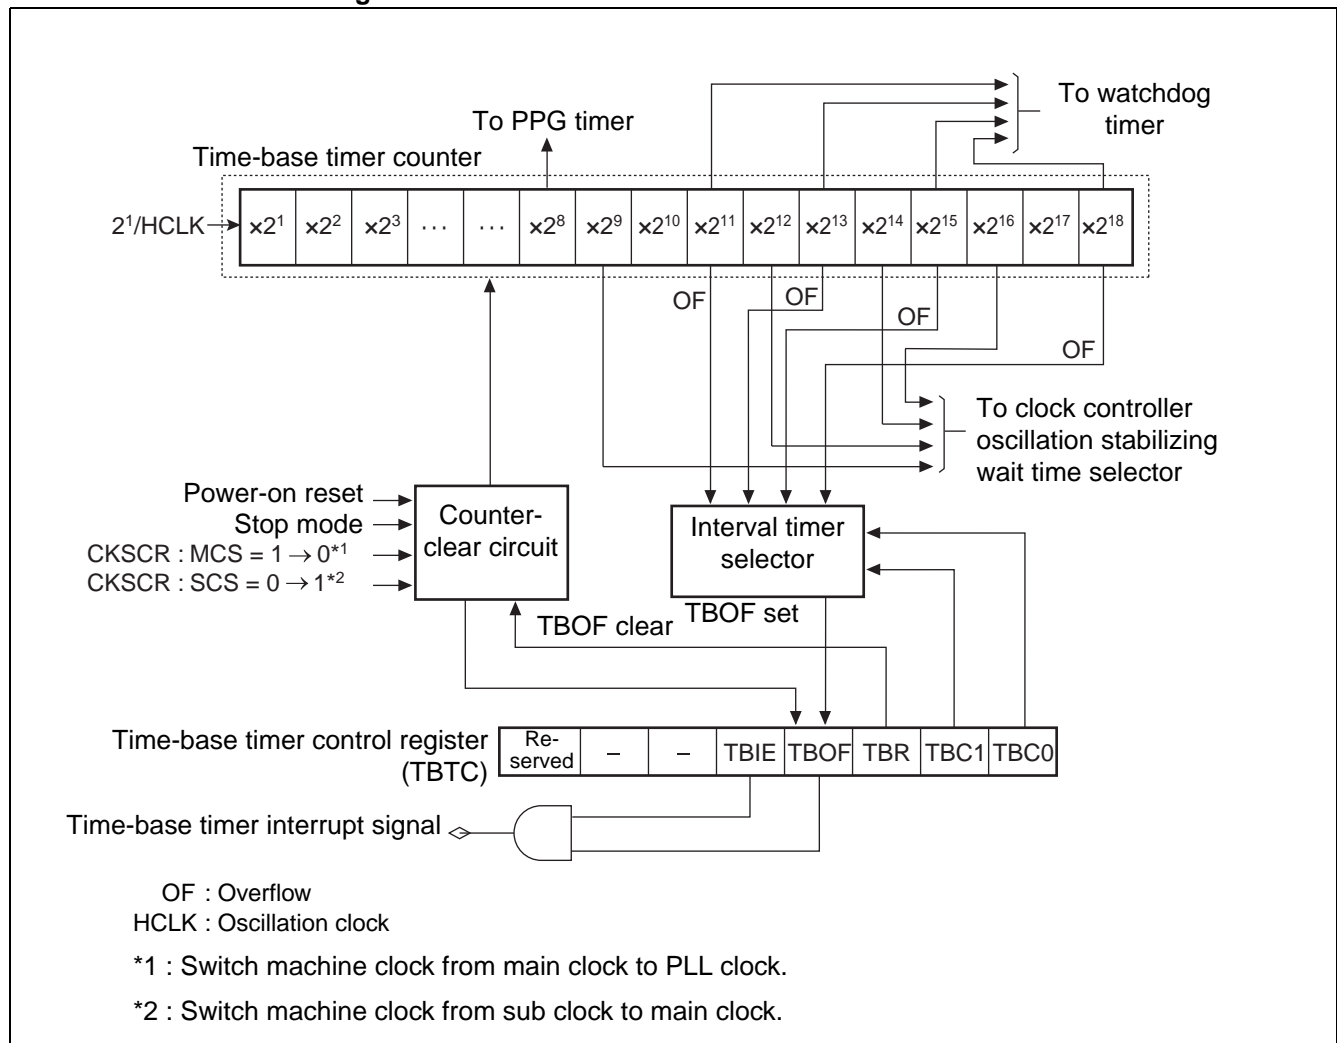 To watchdog
timer
To PPG timer
Time-base timer counter
2¹/HCLK
×2¹ ×2² ×2³ ··· ··· ×2⁸ ×2⁹ ×2¹⁰ ×2¹¹ ×2¹² ×2¹³ ×2¹⁴ ×2¹⁵ ×2¹⁶ ×2¹⁷ ×2¹⁸
OF
OF
OF
OF
To clock controller
oscillation stabilizing
wait time selector
Power-on reset
Stop mode
CKSCR : MCS = 1 → 0*1
CKSCR : SCS = 0 → 1*2
Counter-
clear circuit
Interval timer
selector
TBOF clear
TBOF set
Time-base timer control register
(TBTC)
Re-
served
– – TBIE TBOF TBR TBC1 TBC0
Time-base timer interrupt signal
OF : Overflow
HCLK : Oscillation clock
*1 : Switch machine clock from main clock to PLL clock.
*2 : Switch machine clock from sub clock to main clock.